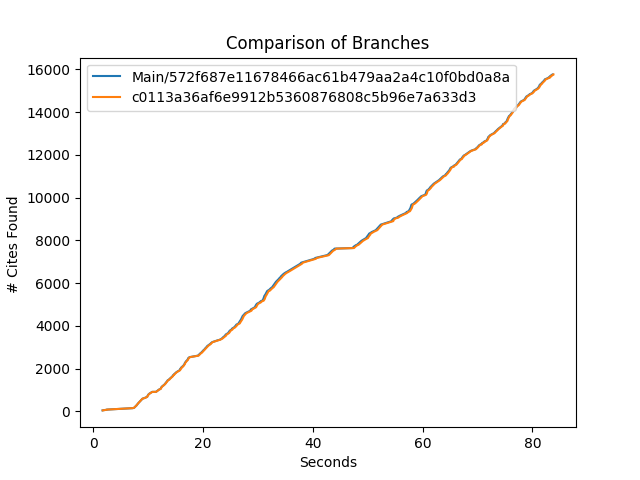 Comparison of Branches
Main/572f687e11678466ac61b479aa2a4c10f0bd0a8a
c0113a36af6e9912b5360876808c5b96e7a633d3
# Cites Found
16000
14000
12000
10000
8000
6000
4000
2000
0
0 20 40 60 80
Seconds